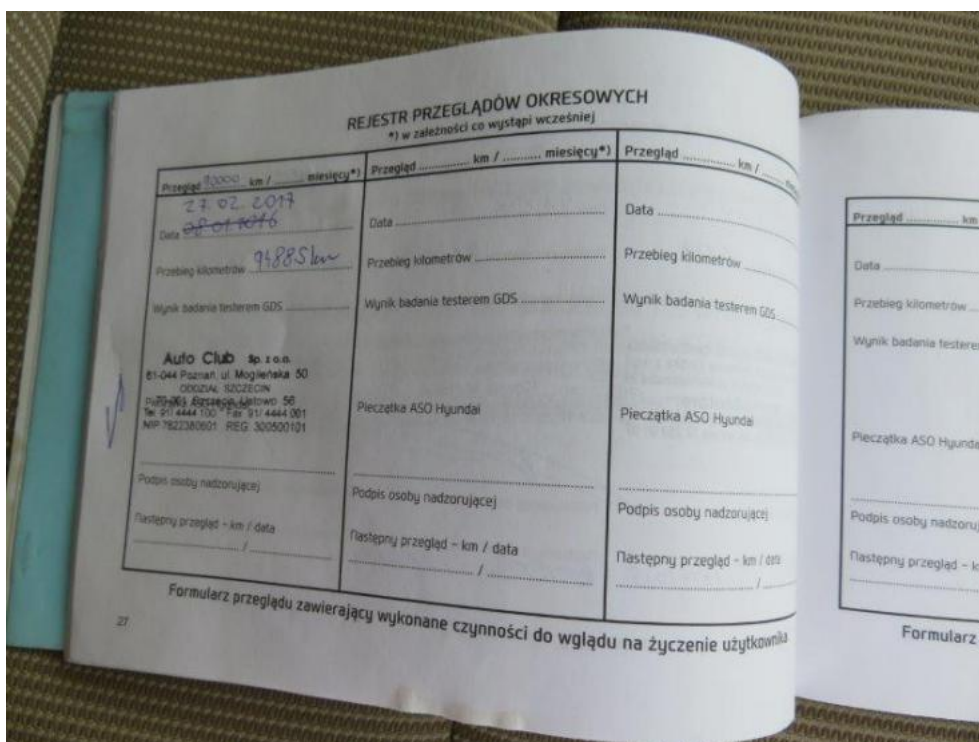 REJESTR PRZEGLĄDÓW OKRESOWYCH
*) w zależności co wystąpi wcześniej
Przegląd 90000 km / ........ miesięcy*)
27.02.2017
Data 08.01.2016
Przebieg kilometrów 94885 km
Wynik badania testerem GDS
Auto Club Sp. z o.o.
61-044 Poznań, ul. Mogileńska 50
ODDZIAŁ SZCZECIN
Szczecin, Ustowo 56
Tel. 91/ 4444 100 Fax 91/ 4444 001
NIP 7822380601 REG. 300500101
Podpis osoby nadzorującej
Następny przegląd – km / data
/
Przegląd .............. km / .......... miesięcy*)
Data
Przebieg kilometrów
Wynik badania testerem GDS
Pieczątka ASO Hyundai
Podpis osoby nadzorującej
Następny przegląd – km / data
/
Przegląd .............. km /
Data
Przebieg kilometrów
Wynik badania testerem GDS
Pieczątka ASO Hyundai
Podpis osoby nadzorującej
Następny przegląd – km / data
/
Formularz przeglądu zawierający wykonane czynności do wglądu na życzenie użytkownika
27
Przegląd .............. km
Data
Przebieg kilometrów
Wynik badania
Pieczątka ASO
Podpis osoby
Następny przegląd –
Formularz